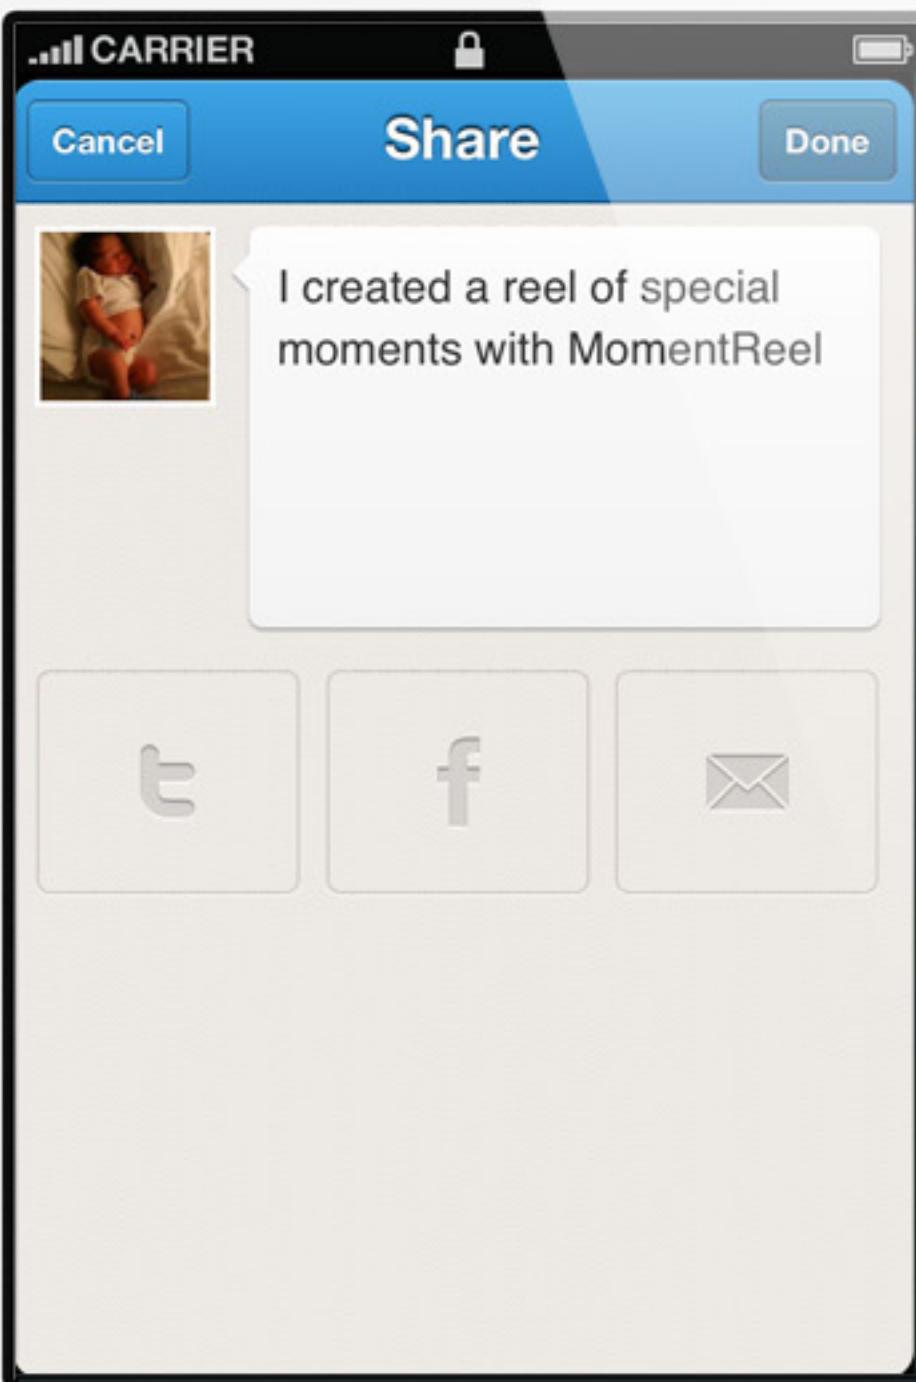 CARRIER
Cancel Share Done
I created a reel of special
moments with MomentReel
t f